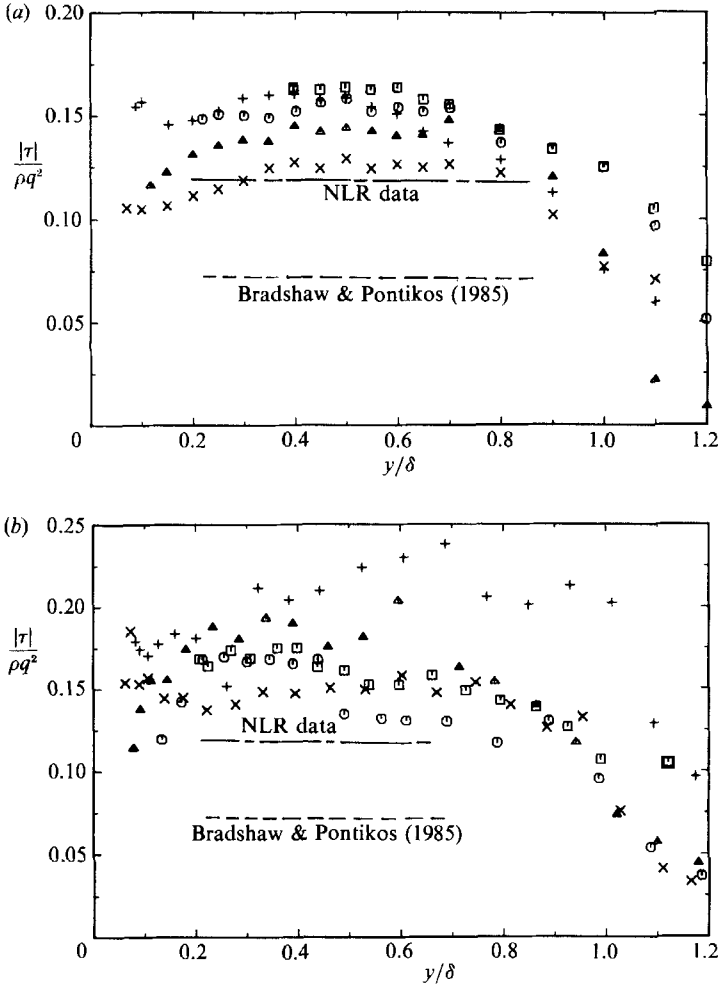 (a)
0.20
0.15
|τ|
ρq²
0.10
0.05
NLR data
Bradshaw & Pontikos (1985)
0 0.2 0.4 0.6 0.8 1.0 1.2
y/δ
(b)
0.25
0.20
|τ|
ρq²
0.15
0.10
0.05
NLR data
Bradshaw & Pontikos (1985)
0 0.2 0.4 0.6 0.8 1.0 1.2
y/δ